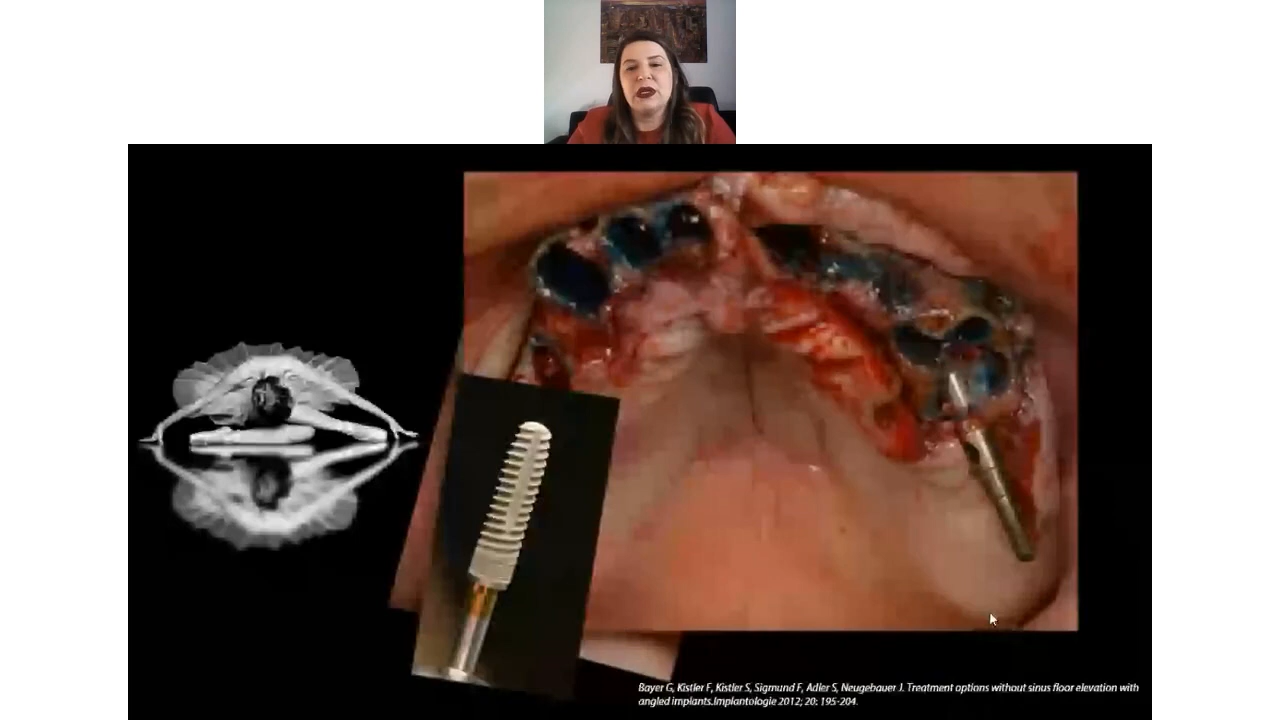 Bayer G, Kistler F, Kistler S, Sigmund F, Adler S, Neugebauer J. Treatment options without sinus floor elevation with
angled implants.Implantologie 2012; 20: 195-204.